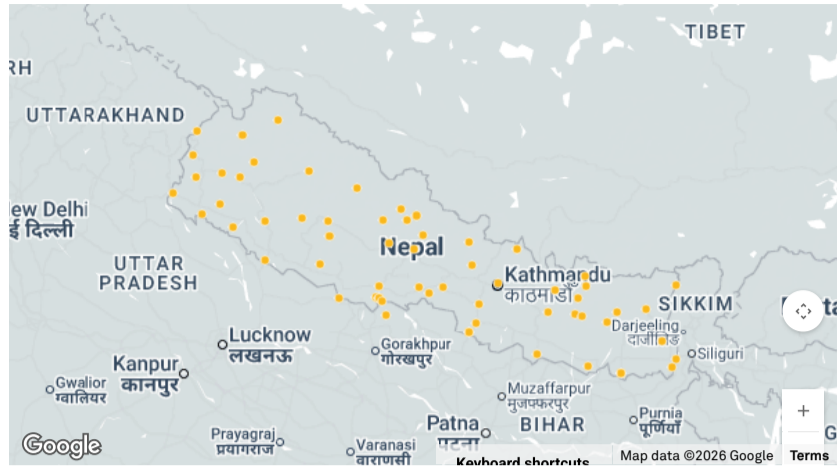 TIBET
RH
UTTARAKHAND
ew Delhi
ई दिल्ली
Nepal
UTTAR
PRADESH
Kathmandu
काठमाडौँ
SIKKIM
Lucknow
लखनऊ
Darjeeling
दार्जीलिंग
Gorakhpur
गोरखपुर
Siliguri
Kanpur
कानपुर
Gwalior
ग्वालियर
Muzaffarpur
मुजफ्फरपुर
Purnia
पूर्णियाँ
Patna
पटना
BIHAR
Prayagraj
प्रयागराज
Varanasi
वाराणसी
Google
Keyboard shortcuts
Map data ©2026 Google
Terms